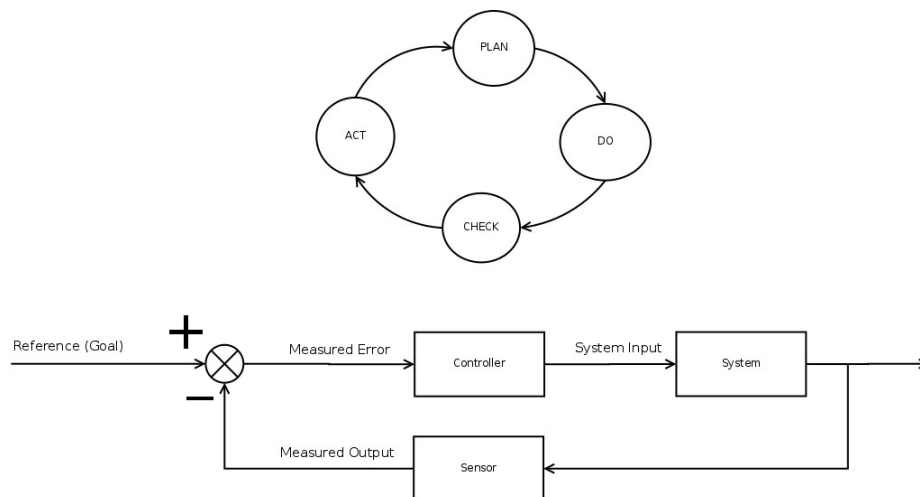 PLAN
ACT
DO
CHECK
+
Reference (Goal)
Measured Error
Controller
System Input
System
−
Measured Output
Sensor